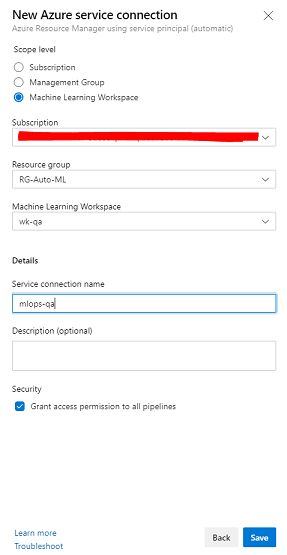 New Azure service connection
Azure Resource Manager using service principal (automatic)
Scope level
Subscription
Management Group
Machine Learning Workspace
Subscription
Resource group
RG-Auto-ML
Machine Learning Workspace
wk-qa
Details
Service connection name
mlops-qa
Description (optional)
Security
Grant access permission to all pipelines
Learn more
Troubleshoot
Back
Save